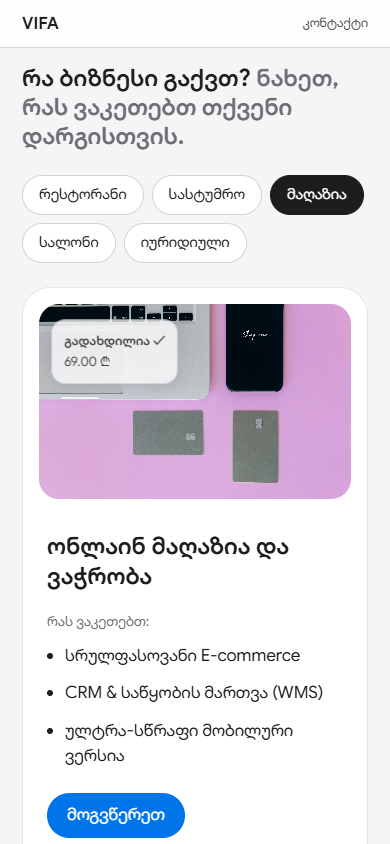 VIFA
კონტაქტი
რა ბიზნესი გაქვთ? ნახეთ,
რას ვაკეთებთ თქვენი
დარგისთვის.
რესტორანი
სასტუმრო
მაღაზია
სალონი
იურიდიული
გადახდილია ✓
69.00 ₾
ონლაინ მაღაზია და
ვაჭრობა
რას ვაკეთებთ:
• სრულფასოვანი E-commerce
• CRM & საწყობის მართვა (WMS)
• ულტრა-სწრაფი მობილური
ვერსია
მოგვწერეთ